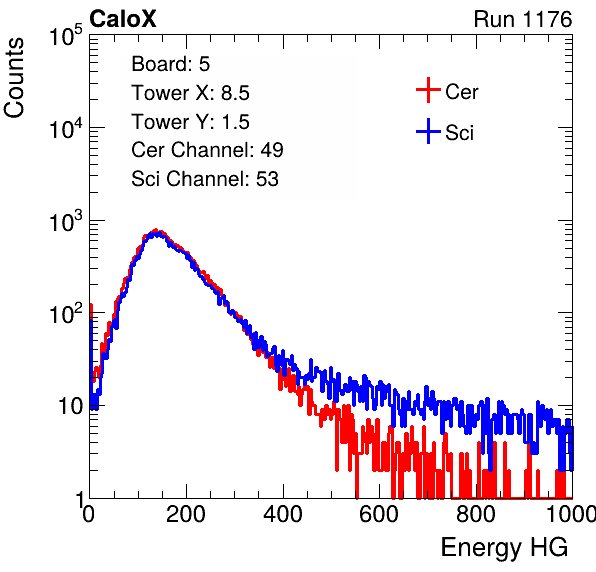 CaloX Run 1176
10^5
Counts
Board: 5
Tower X: 8.5
Tower Y: 1.5
Cer Channel: 49
Sci Channel: 53
Cer
Sci
10^4
10^3
10^2
10
1
0 200 400 600 800 1000
Energy HG